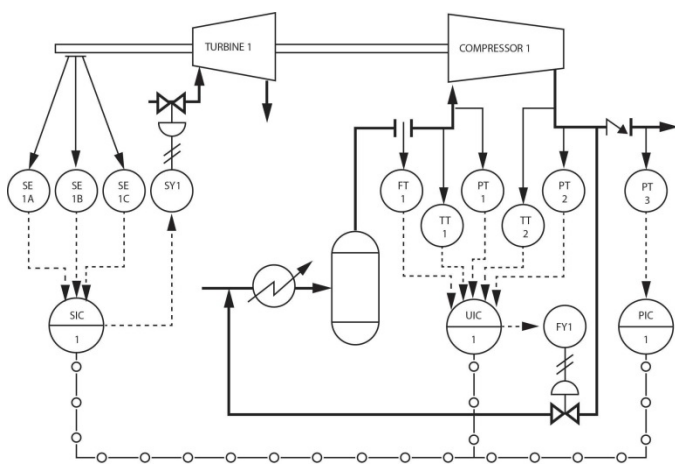 TURBINE 1
COMPRESSOR 1
SE
1A
SE
1B
SE
1C
SY1
FT
1
TT
1
PT
1
TT
2
PT
2
PT
3
SIC
1
UIC
1
FY1
PIC
1